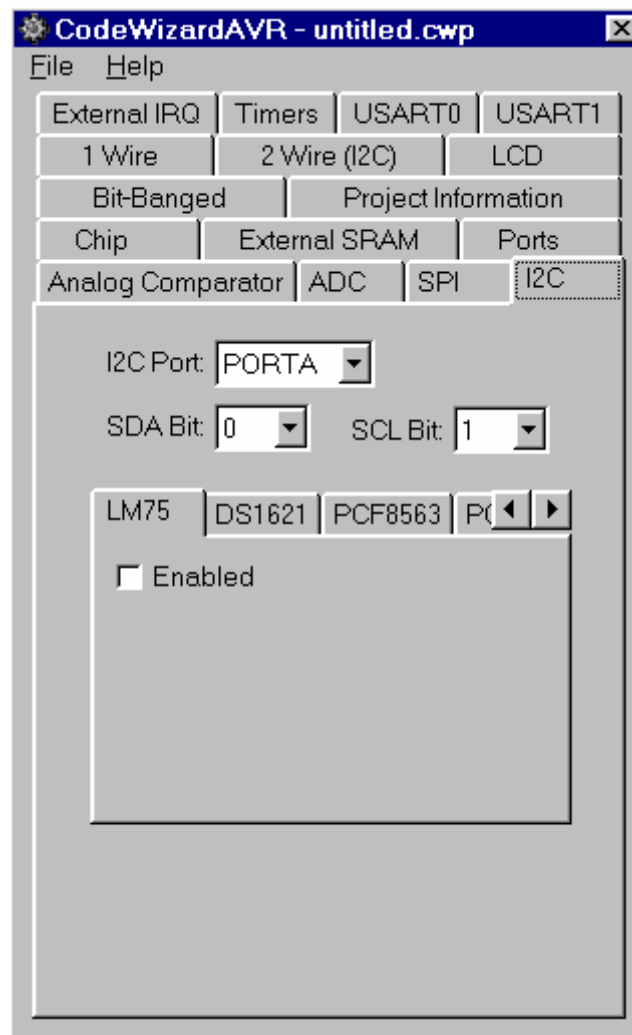 CodeWizardAVR - untitled.cwp
File Help
External IRQ Timers USART0 USART1
1 Wire 2 Wire (I2C) LCD
Bit-Banged Project Information
Chip External SRAM Ports
Analog Comparator ADC SPI I2C
I2C Port: PORTA
SDA Bit: 0 SCL Bit: 1
LM75 DS1621 PCF8563
Enabled